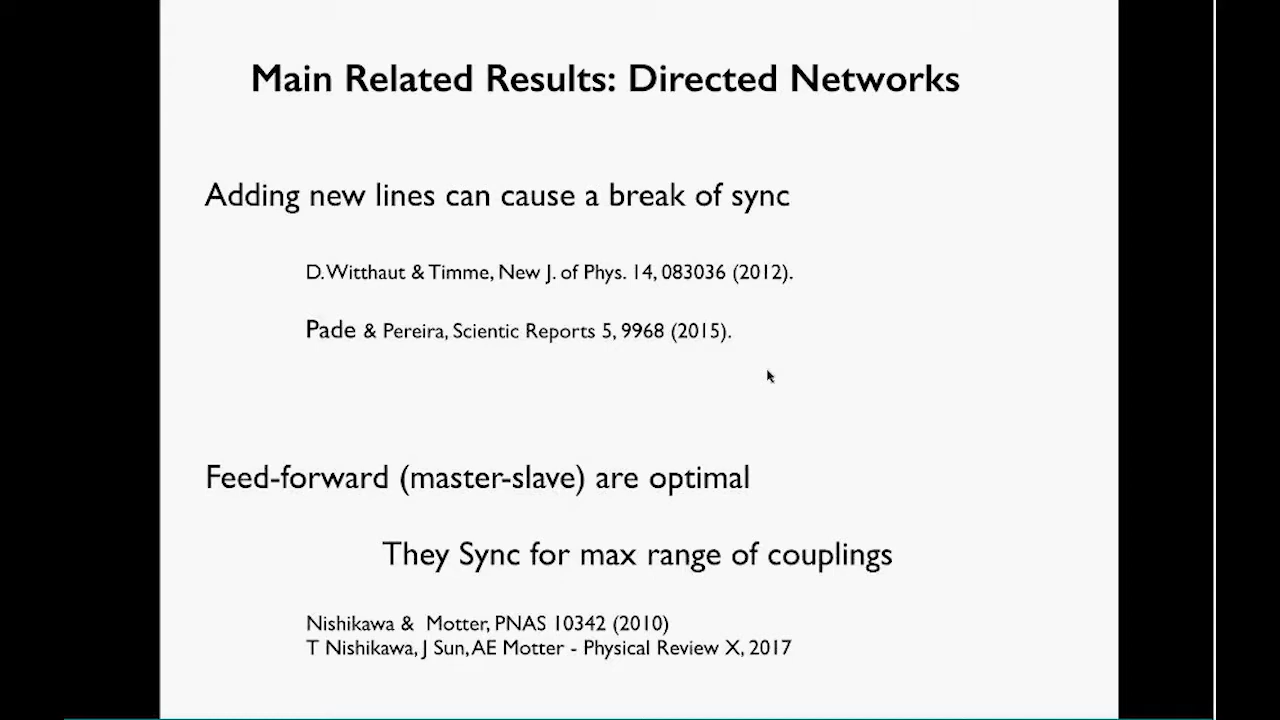 Main Related Results: Directed Networks
Adding new lines can cause a break of sync
D. Witthaut & Timme, New J. of Phys. 14, 083036 (2012).
Pade & Pereira, Scientic Reports 5, 9968 (2015).
Feed-forward (master-slave) are optimal
They Sync for max range of couplings
Nishikawa & Motter, PNAS 10342 (2010)
T Nishikawa, J Sun, AE Motter - Physical Review X, 2017